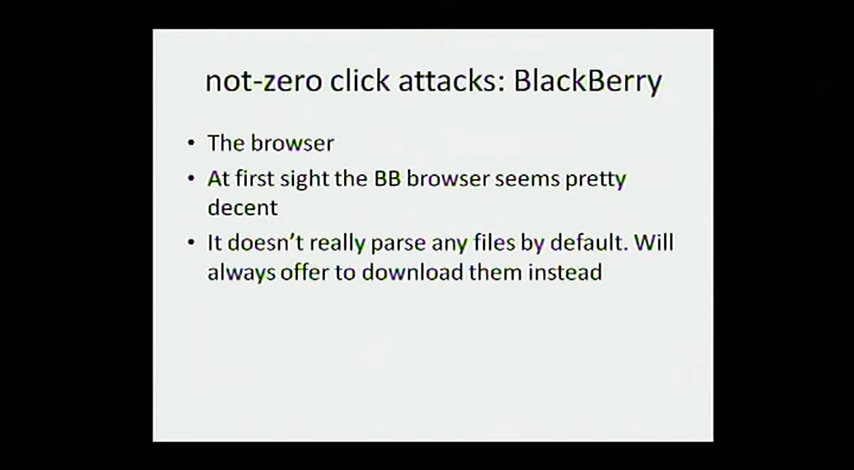 not-zero click attacks: BlackBerry
• The browser
• At first sight the BB browser seems pretty
decent
• It doesn't really parse any files by default. Will
always offer to download them instead